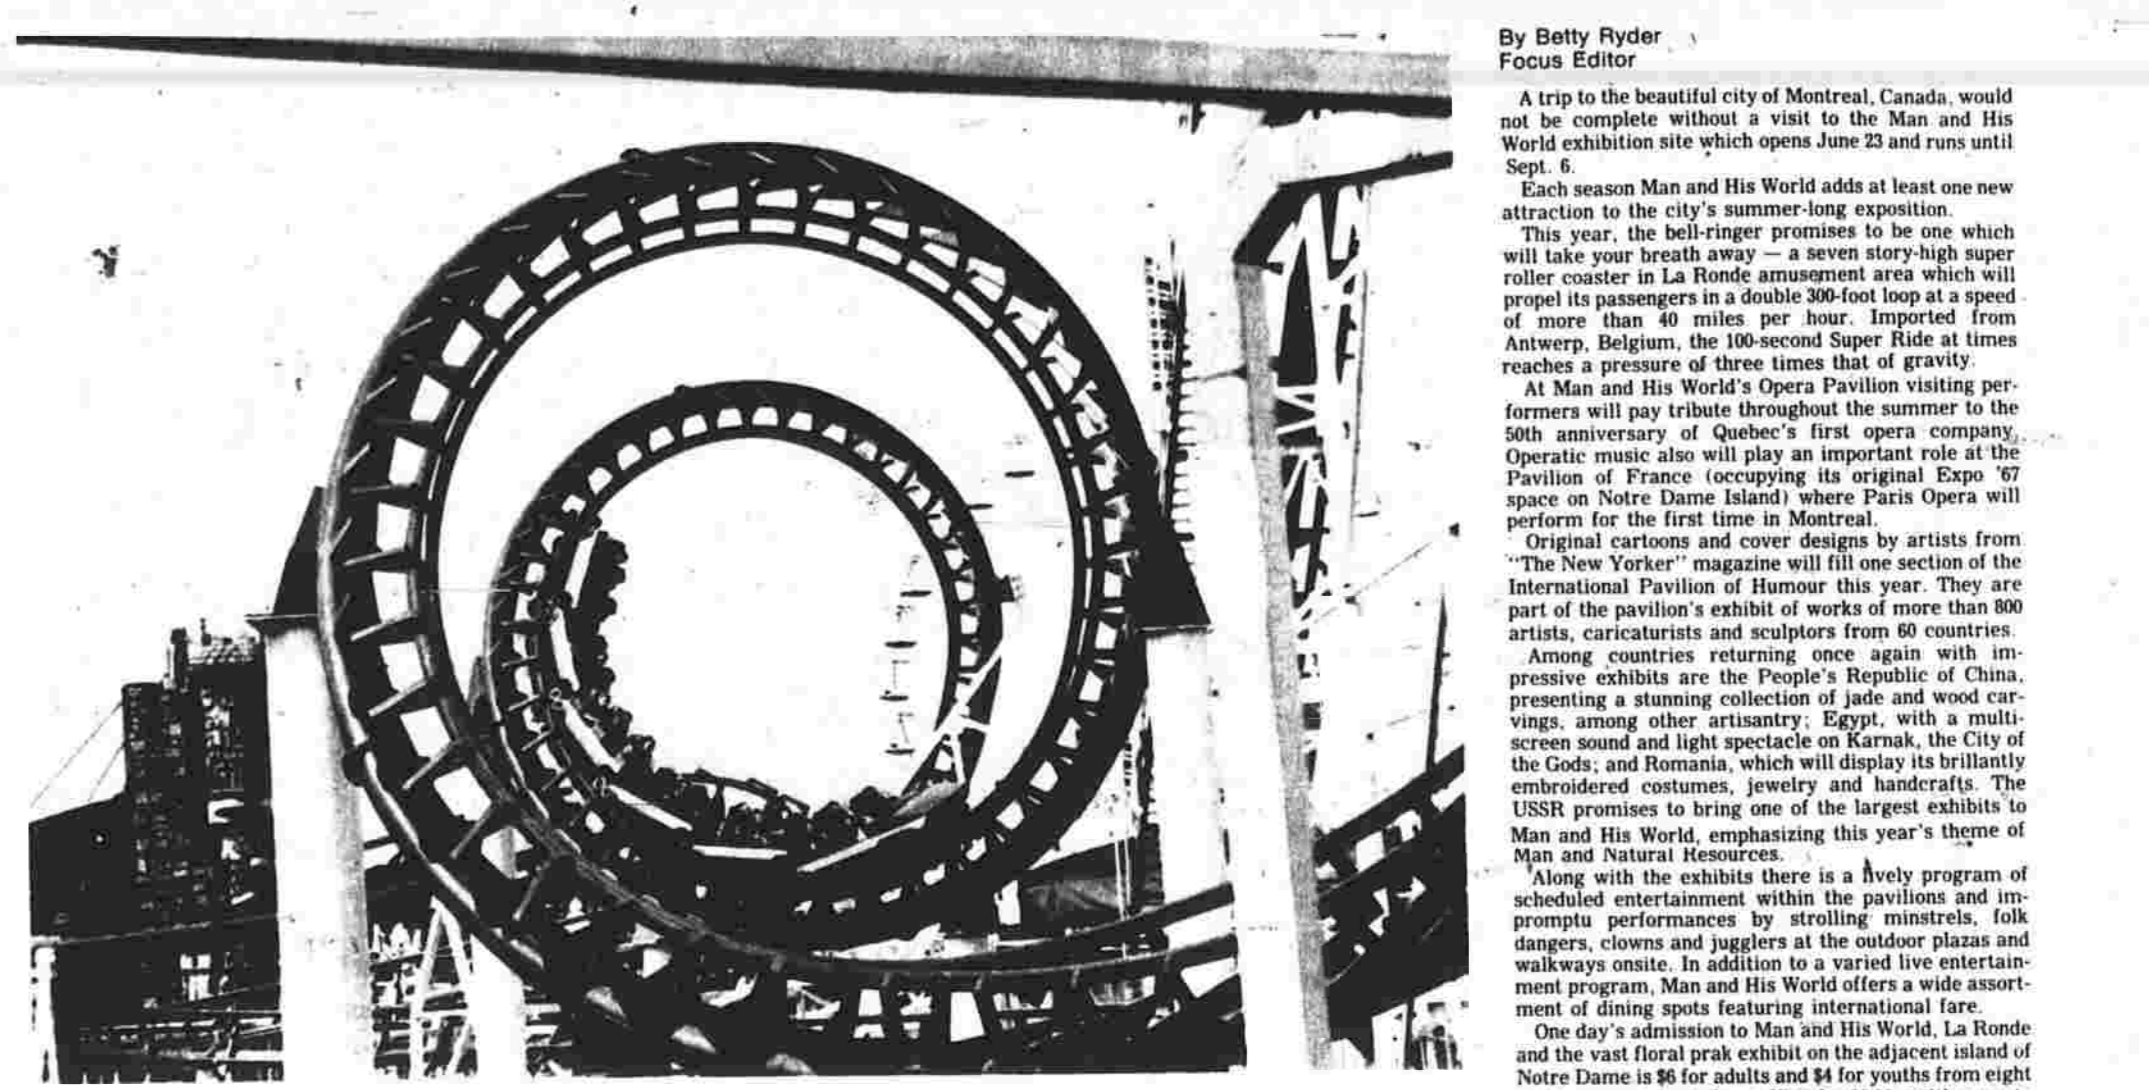 By Betty Ryder
Focus Editor
A trip to the beautiful city of Montreal, Canada, would
not be complete without a visit to the Man and His
World exhibition site which opens June 23 and runs until
Sept. 6.
Each season Man and His World adds at least one new
attraction to the city's summer-long exposition.
This year, the bell-ringer promises to be one which
will take your breath away — a seven story-high super
roller coaster in La Ronde amusement area which will
propel its passengers in a double 300-foot loop at a speed
of more than 40 miles per hour. Imported from
Antwerp, Belgium, the 100-second Super Ride at times
reaches a pressure of three times that of gravity.
At Man and His World's Opera Pavilion visiting per-
formers will pay tribute throughout the summer to the
50th anniversary of Quebec's first opera company.
Operatic music also will play an important role at the
Pavilion of France (occupying its original Expo '67
space on Notre Dame Island) where Paris Opera will
perform for the first time in Montreal.
Original cartoons and cover designs by artists from
"The New Yorker" magazine will fill one section of the
International Pavilion of Humour this year. They are
part of the pavilion's exhibit of works of more than 800
artists, caricaturists and sculptors from 60 countries.
Among countries returning once again with im-
pressive exhibits are the People's Republic of China,
presenting a stunning collection of jade and wood car-
vings, among other artisantry; Egypt, with a multi-
screen sound and light spectacle on Karnak, the City of
the Gods; and Romania, which will display its brillantly
embroidered costumes, jewelry and handcrafts. The
USSR promises to bring one of the largest exhibits to
Man and His World, emphasizing this year's theme of
Man and Natural Resources.
Along with the exhibits there is a lively program of
scheduled entertainment within the pavilions and im-
promptu performances by strolling minstrels, folk
dangers, clowns and jugglers at the outdoor plazas and
walkways onsite. In addition to a varied live entertain-
ment program, Man and His World offers a wide assort-
ment of dining spots featuring international fare.
One day's admission to Man and His World, La Ronde
and the vast floral prak exhibit on the adjacent island of
Notre Dame is $6 for adults and $4 for youths from eight